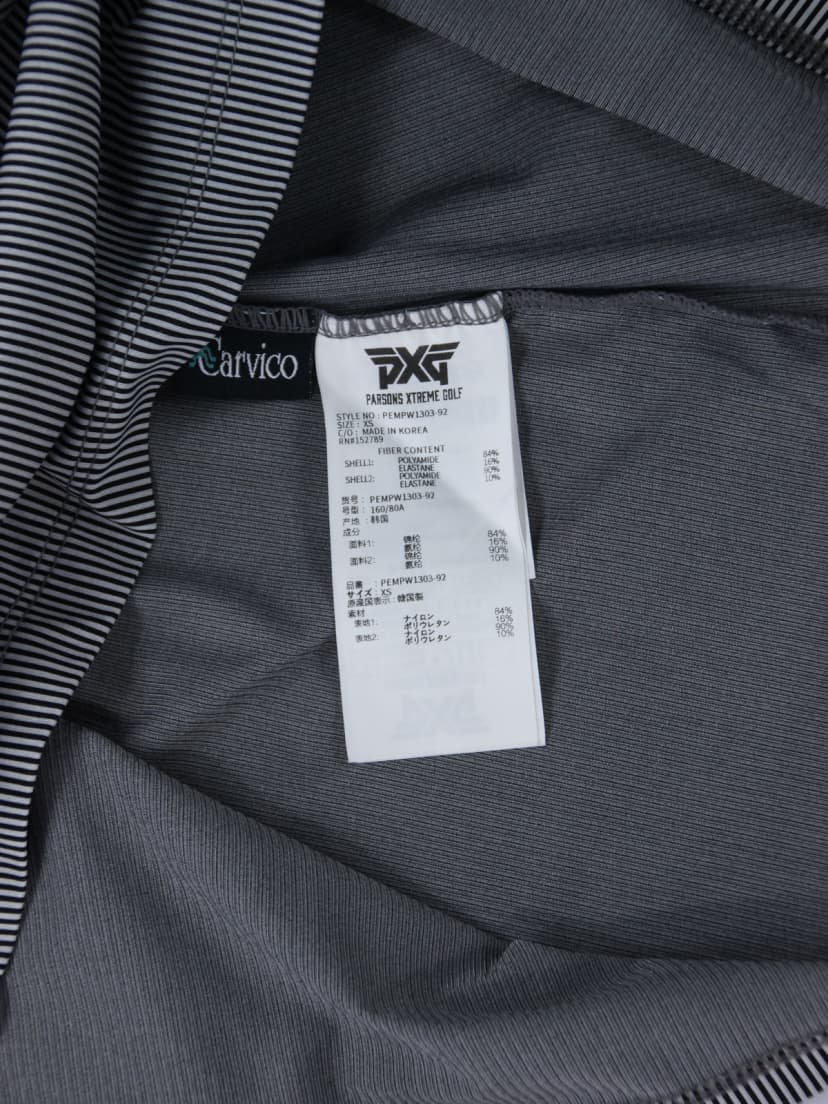 Carvico
PXG
PARSONS XTREME GOLF
STYLE NO : PEMPW1303-92
SIZE : XS
C/O : MADE IN KOREA
RN#152789
FIBER CONTENT
SHELL1: POLYAMIDE 84%
ELASTANE 16%
SHELL2: POLYAMIDE 90%
ELASTANE 10%
货号 : PEMPW1303-92
号型 : 160/80A
产地 : 韩国
成分
面料1: 锦纶 84%
氨纶 16%
面料2: 锦纶 90%
氨纶 10%
品番 : PEMPW1303-92
サイズ : XS
原産国表示 : 韓国製
素材
表地1: ナイロン 84%
ポリウレタン 16%
表地2: ナイロン 90%
ポリウレタン 10%